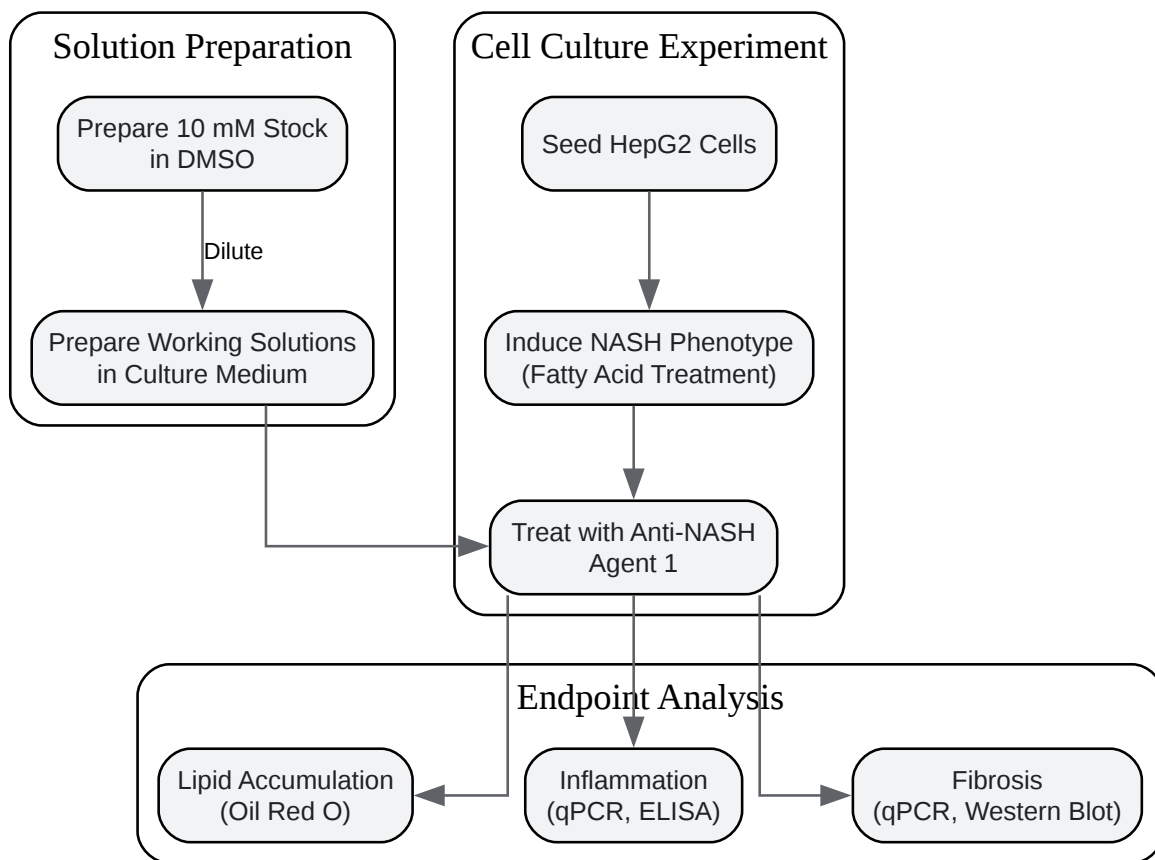 Solution Preparation
Prepare 10 mM Stock
in DMSO
Dilute
Prepare Working Solutions
in Culture Medium
Cell Culture Experiment
Seed HepG2 Cells
Induce NASH Phenotype
(Fatty Acid Treatment)
Treat with Anti-NASH
Agent 1
Endpoint Analysis
Lipid Accumulation
(Oil Red O)
Inflammation
(qPCR, ELISA)
Fibrosis
(qPCR, Western Blot)